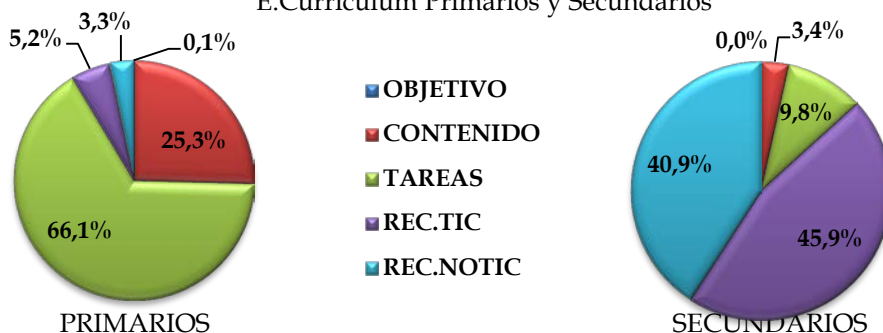 E.Curriculum Primarios y Secundarios
5,2%
3,3%
0,1%
25,3%
66,1%
PRIMARIOS
OBJETIVO
CONTENIDO
TAREAS
REC.TIC
REC.NOTIC
0,0%
3,4%
9,8%
40,9%
45,9%
SECUNDARIOS